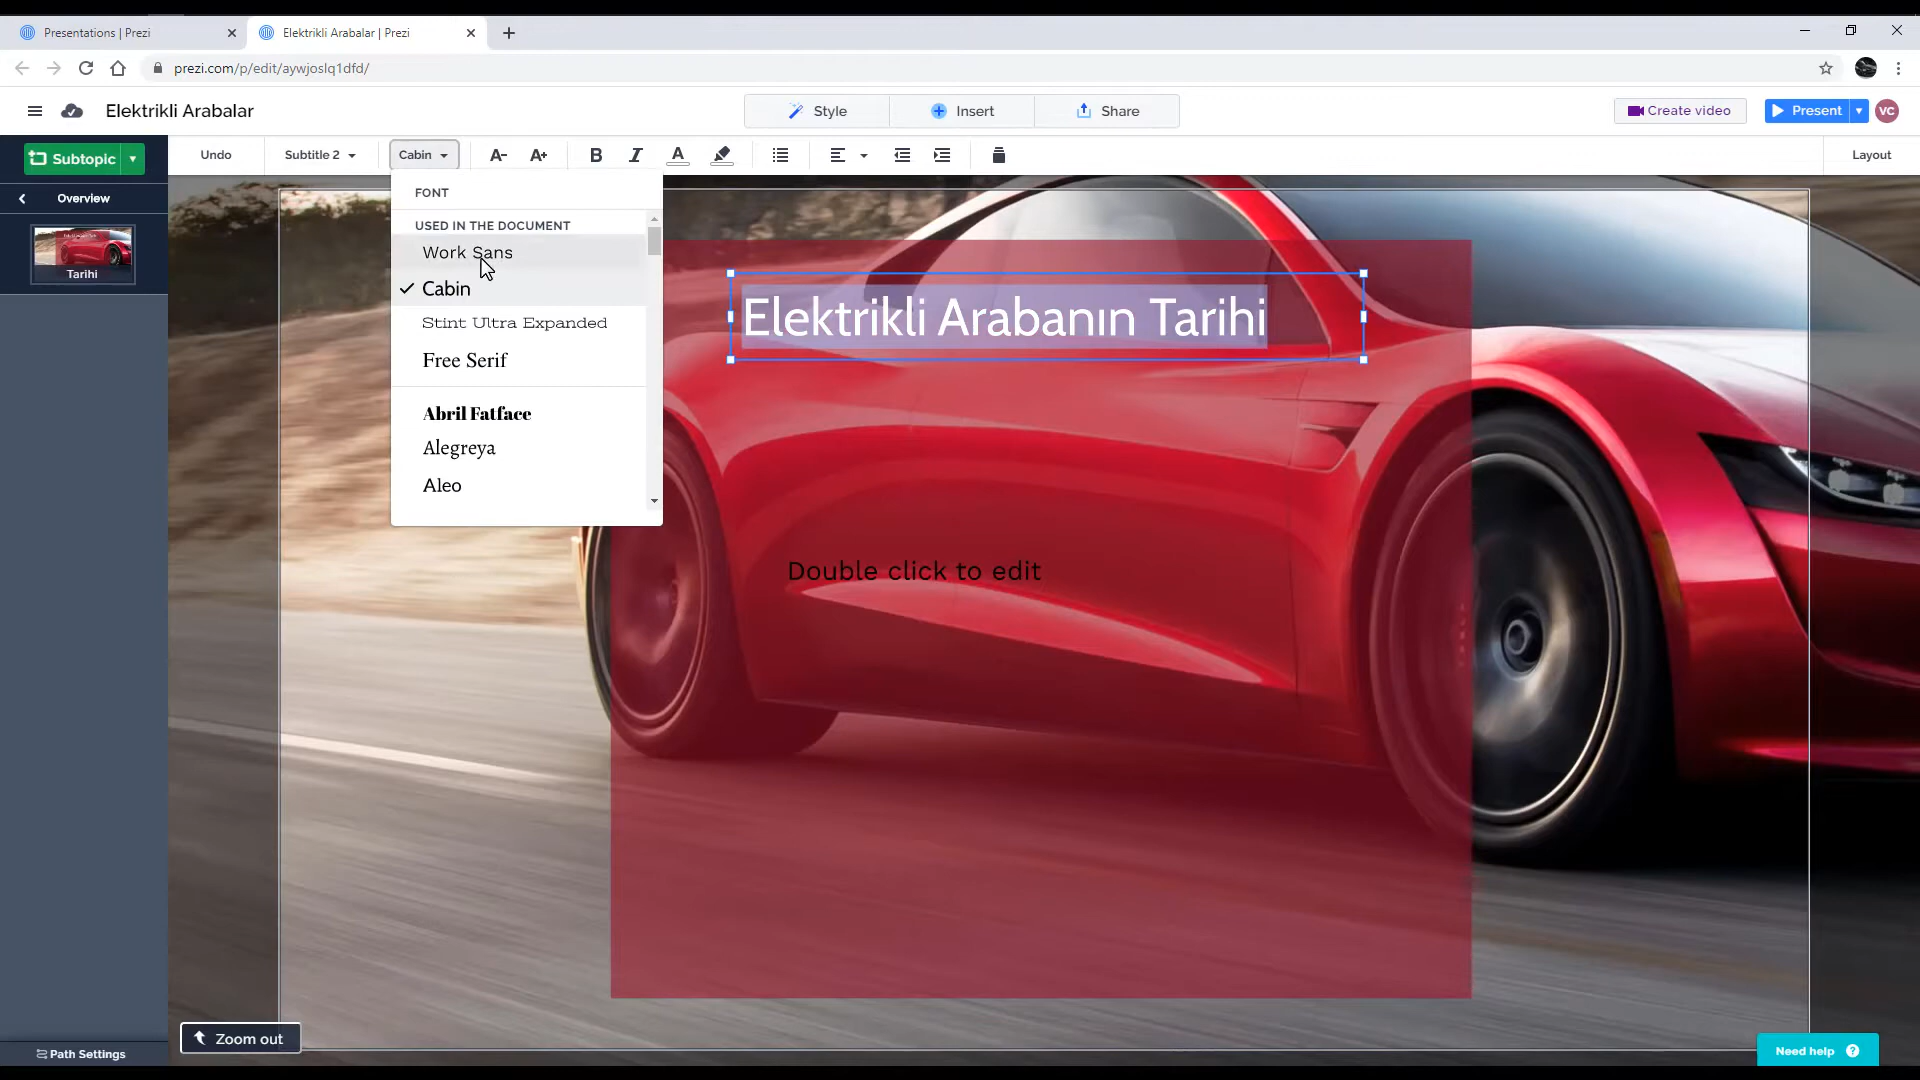 Presentations | Prezi
Elektrikli Arabalar | Prezi
prezi.com/p/edit/aywjoslq1dfd/
Elektrikli Arabalar
Style
Insert
Share
Create video
Present
VC
Subtopic
Undo
Subtitle 2
Cabin
A-
A+
B
I
A
Layout
Overview
Tarihi
FONT
USED IN THE DOCUMENT
Work Sans
Cabin
Stint Ultra Expanded
Free Serif
Abril Fatface
Alegreya
Aleo
Elektrikli Arabanın Tarihi
Double click to edit
Zoom out
Path Settings
Need help ?